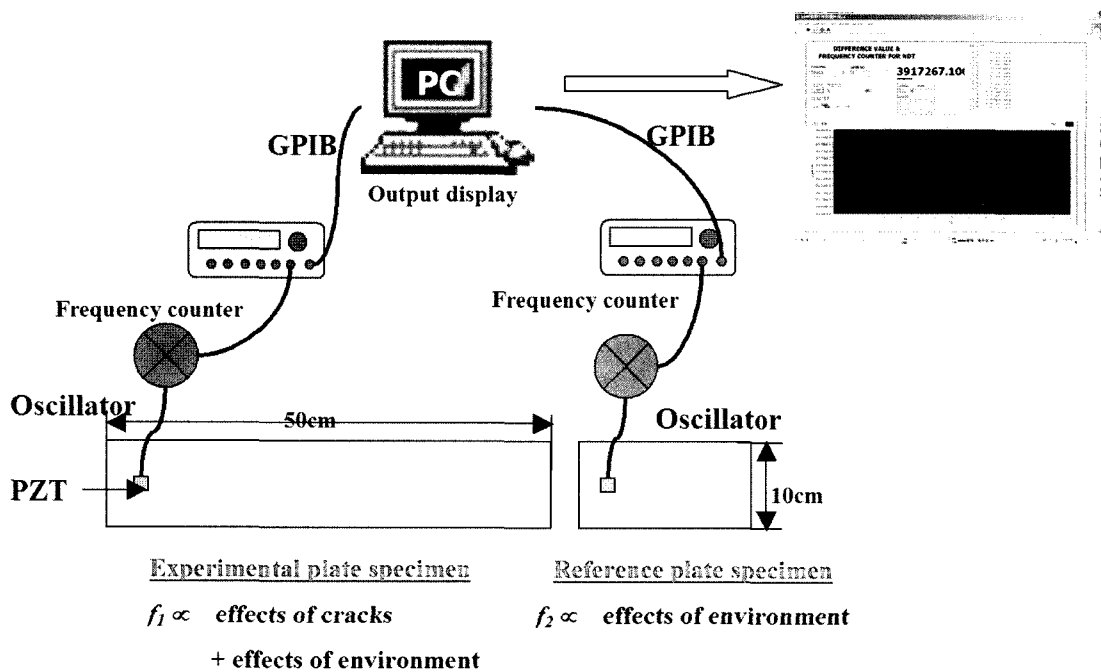 DIFFERENCE VALUE &
FREQUENCY COUNTER FOR NDT
3917267.100
PC
GPIB
GPIB
Output display
Frequency counter
Frequency counter
Oscillator
50cm
Oscillator
PZT
10cm
Experimental plate specimen
Reference plate specimen
f₁ ∝ effects of cracks
+ effects of environment
f₂ ∝ effects of environment